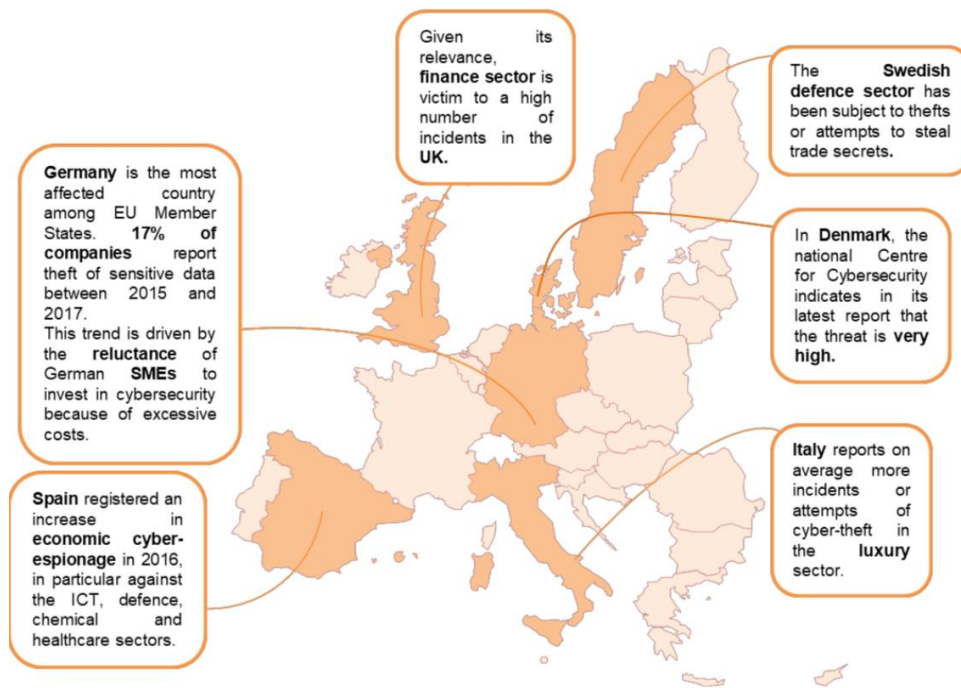 Given its
relevance,
finance sector is
victim to a high
number of
incidents in the
UK.
The Swedish
defence sector has
been subject to thefts
or attempts to steal
trade secrets.
Germany is the most
affected country
among EU Member
States. 17% of
companies report
theft of sensitive data
between 2015 and
2017.
This trend is driven by
the reluctance of
German SMEs to
invest in cybersecurity
because of excessive
costs.
In Denmark, the
national Centre
for Cybersecurity
indicates in its
latest report that
the threat is very
high.
Italy reports on
average more
incidents or
attempts of
cyber-theft in
the luxury
sector.
Spain registered an
increase in
economic cyber-
espionage in 2016,
in particular against
the ICT, defence,
chemical and
healthcare sectors.